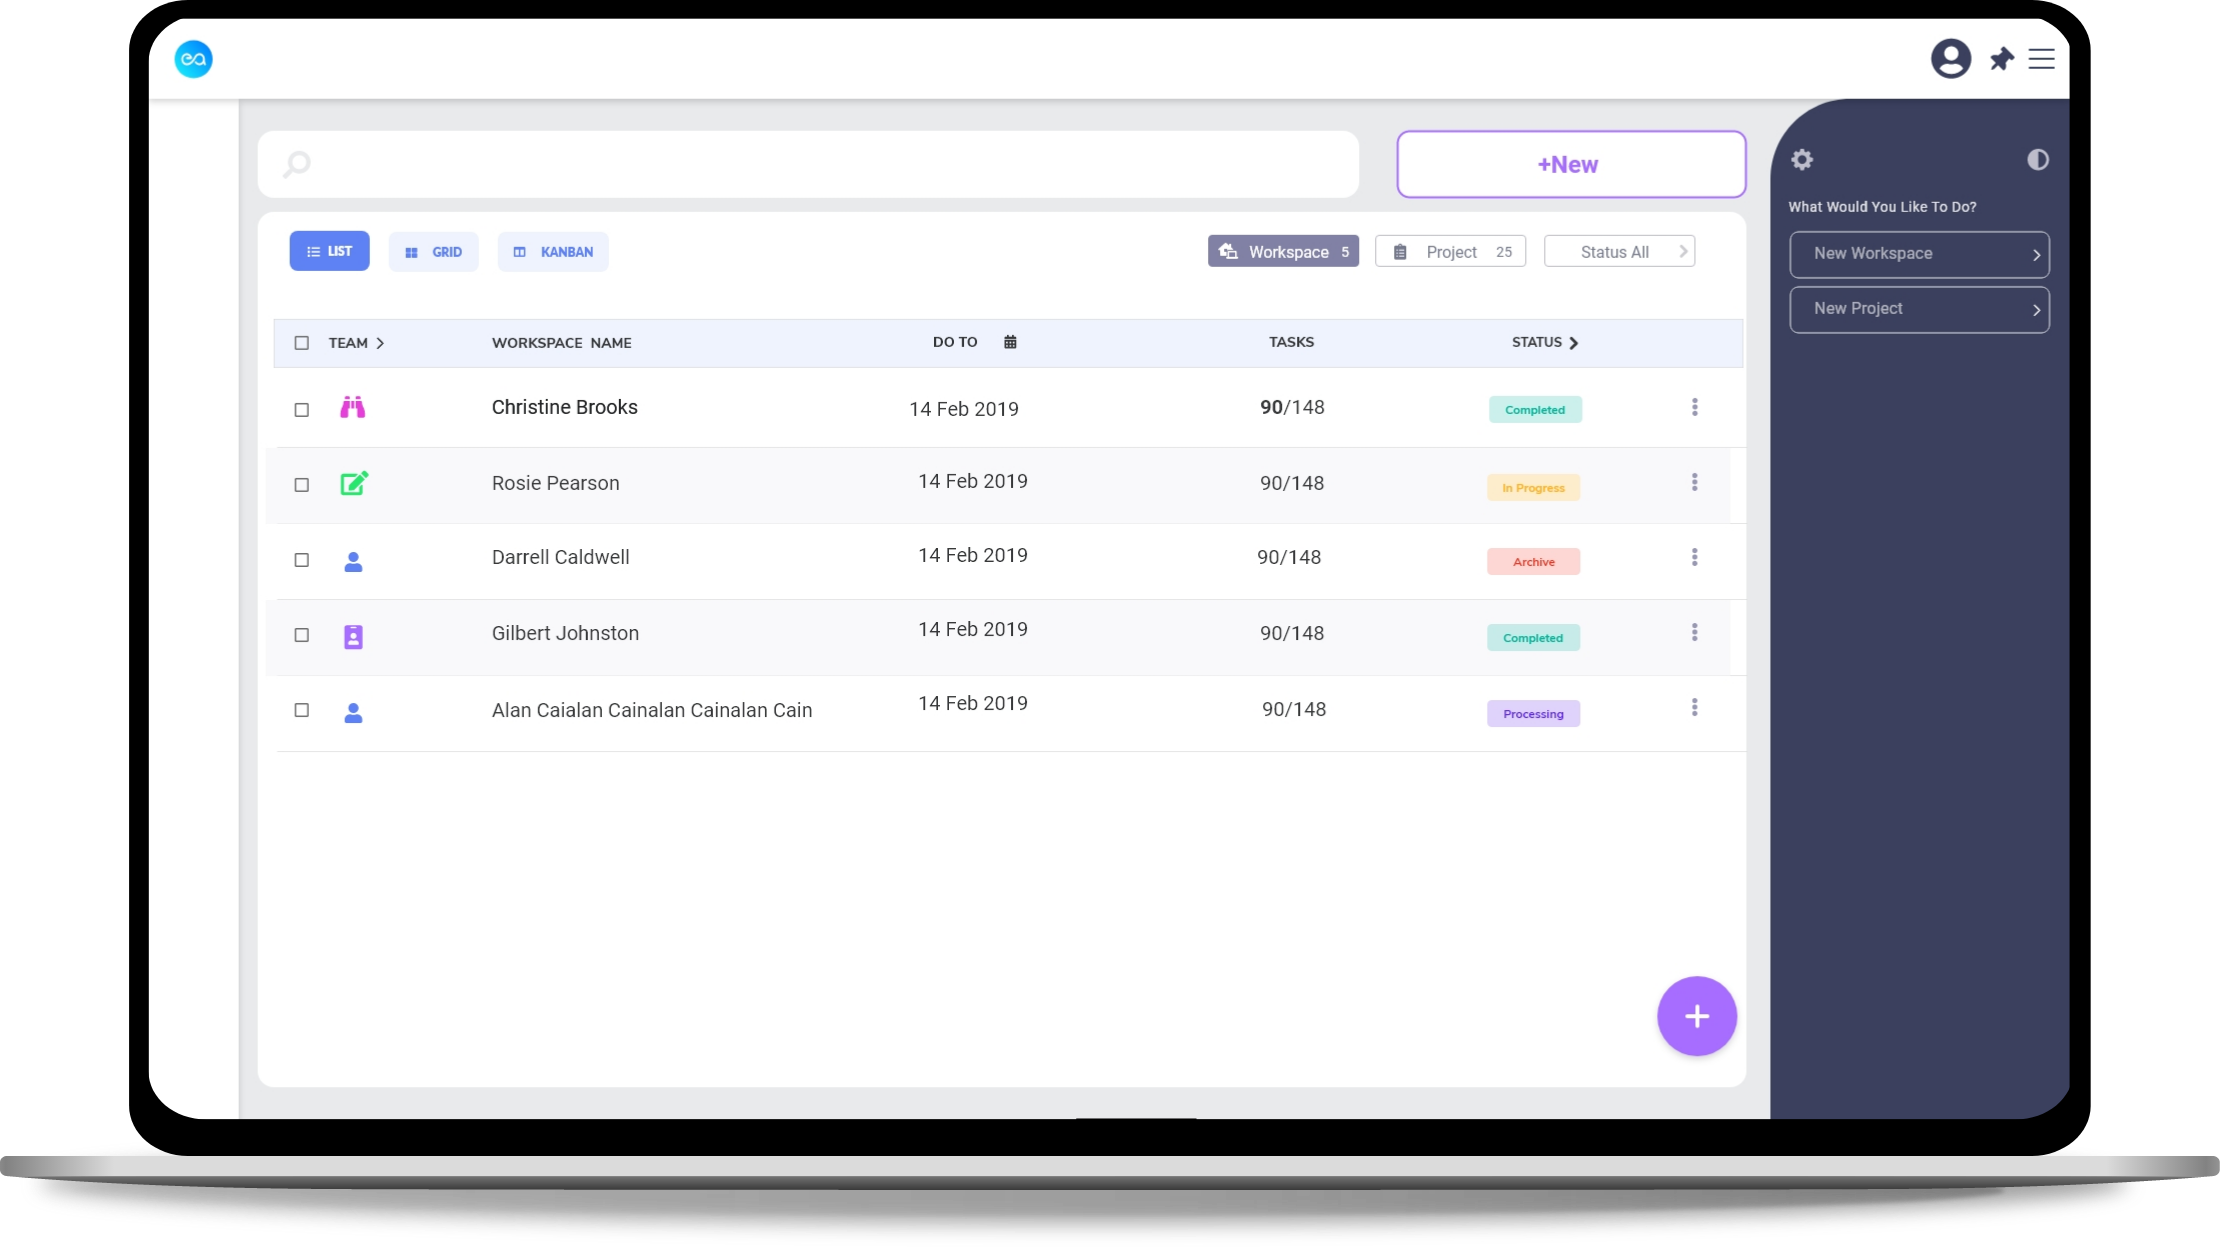 ea
+New
What Would You Like To Do?
LIST GRID KANBAN Workspace 5 Project 25 Status All
New Workspace
New Project
TEAM WORKSPACE NAME DO TO TASKS STATUS
Christine Brooks 14 Feb 2019 90/148 Completed
Rosie Pearson 14 Feb 2019 90/148 In Progress
Darrell Caldwell 14 Feb 2019 90/148 Archive
Gilbert Johnston 14 Feb 2019 90/148 Completed
Alan Caialan Cainalan Cainalan Cain 14 Feb 2019 90/148 Processing